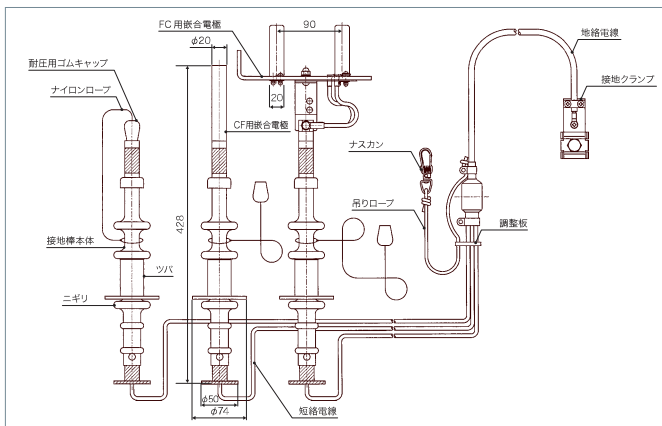 FC用嵌合電極
90
φ20
地絡電線
耐圧用ゴムキャップ
接地クランプ
ナイロンロープ
20
CF用嵌合電極
ナスカン
吊りロープ
428
調整板
接地棒本体
ツバ
ニギリ
φ50
φ74
短絡電線